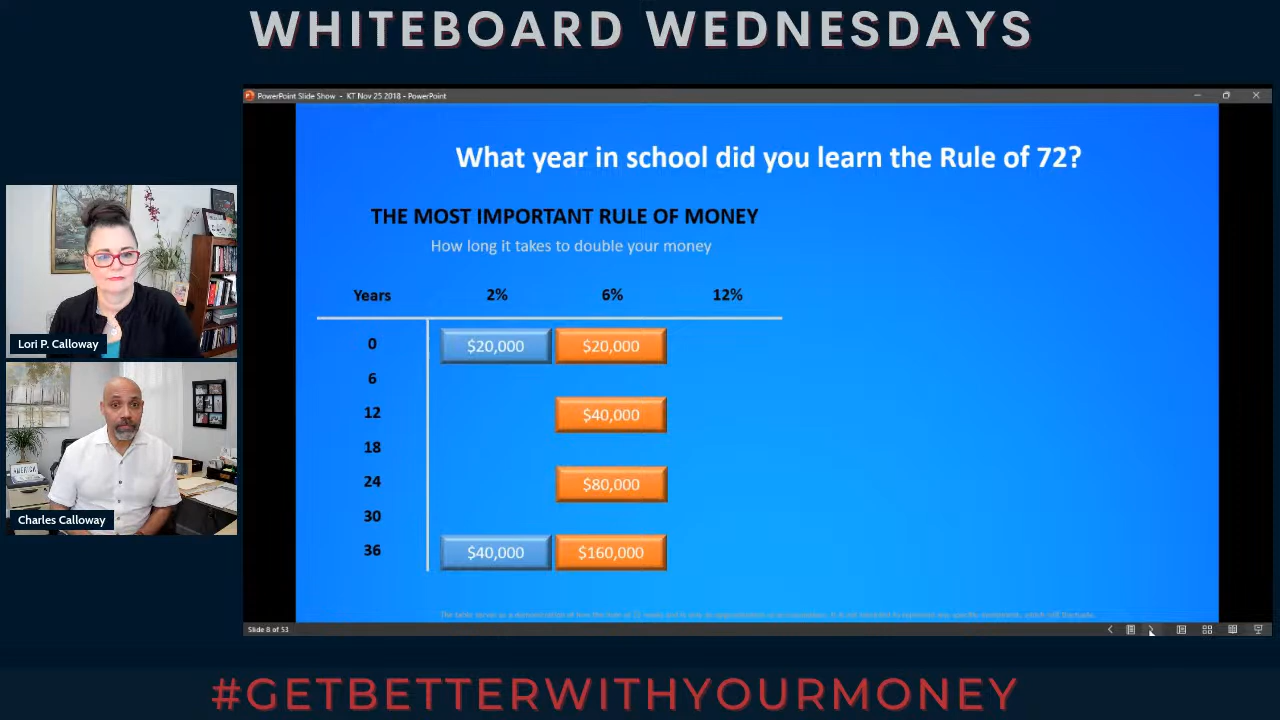 WHITEBOARD WEDNESDAYS
PowerPoint Slide Show - KT Nov 25 2018 - PowerPoint
What year in school did you learn the Rule of 72?
THE MOST IMPORTANT RULE OF MONEY
How long it takes to double your money
Years 2% 6% 12%
0 $20,000 $20,000
6
12 $40,000
18
24 $80,000
30
36 $40,000 $160,000
Lori P. Calloway
AMERICA
Charles Calloway
Slide 8 of 53
#GETBETTERWITHYOURMONEY